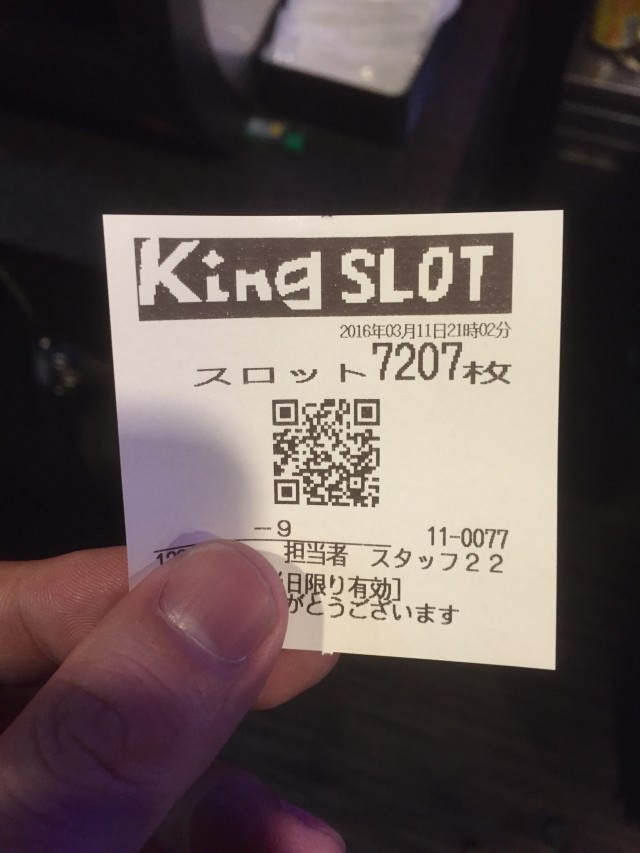 King SLOT
2016年03月11日21時02分
スロット7207枚
-9 11-0077
担当者 スタッフ22
日限り有効]
がとうございます